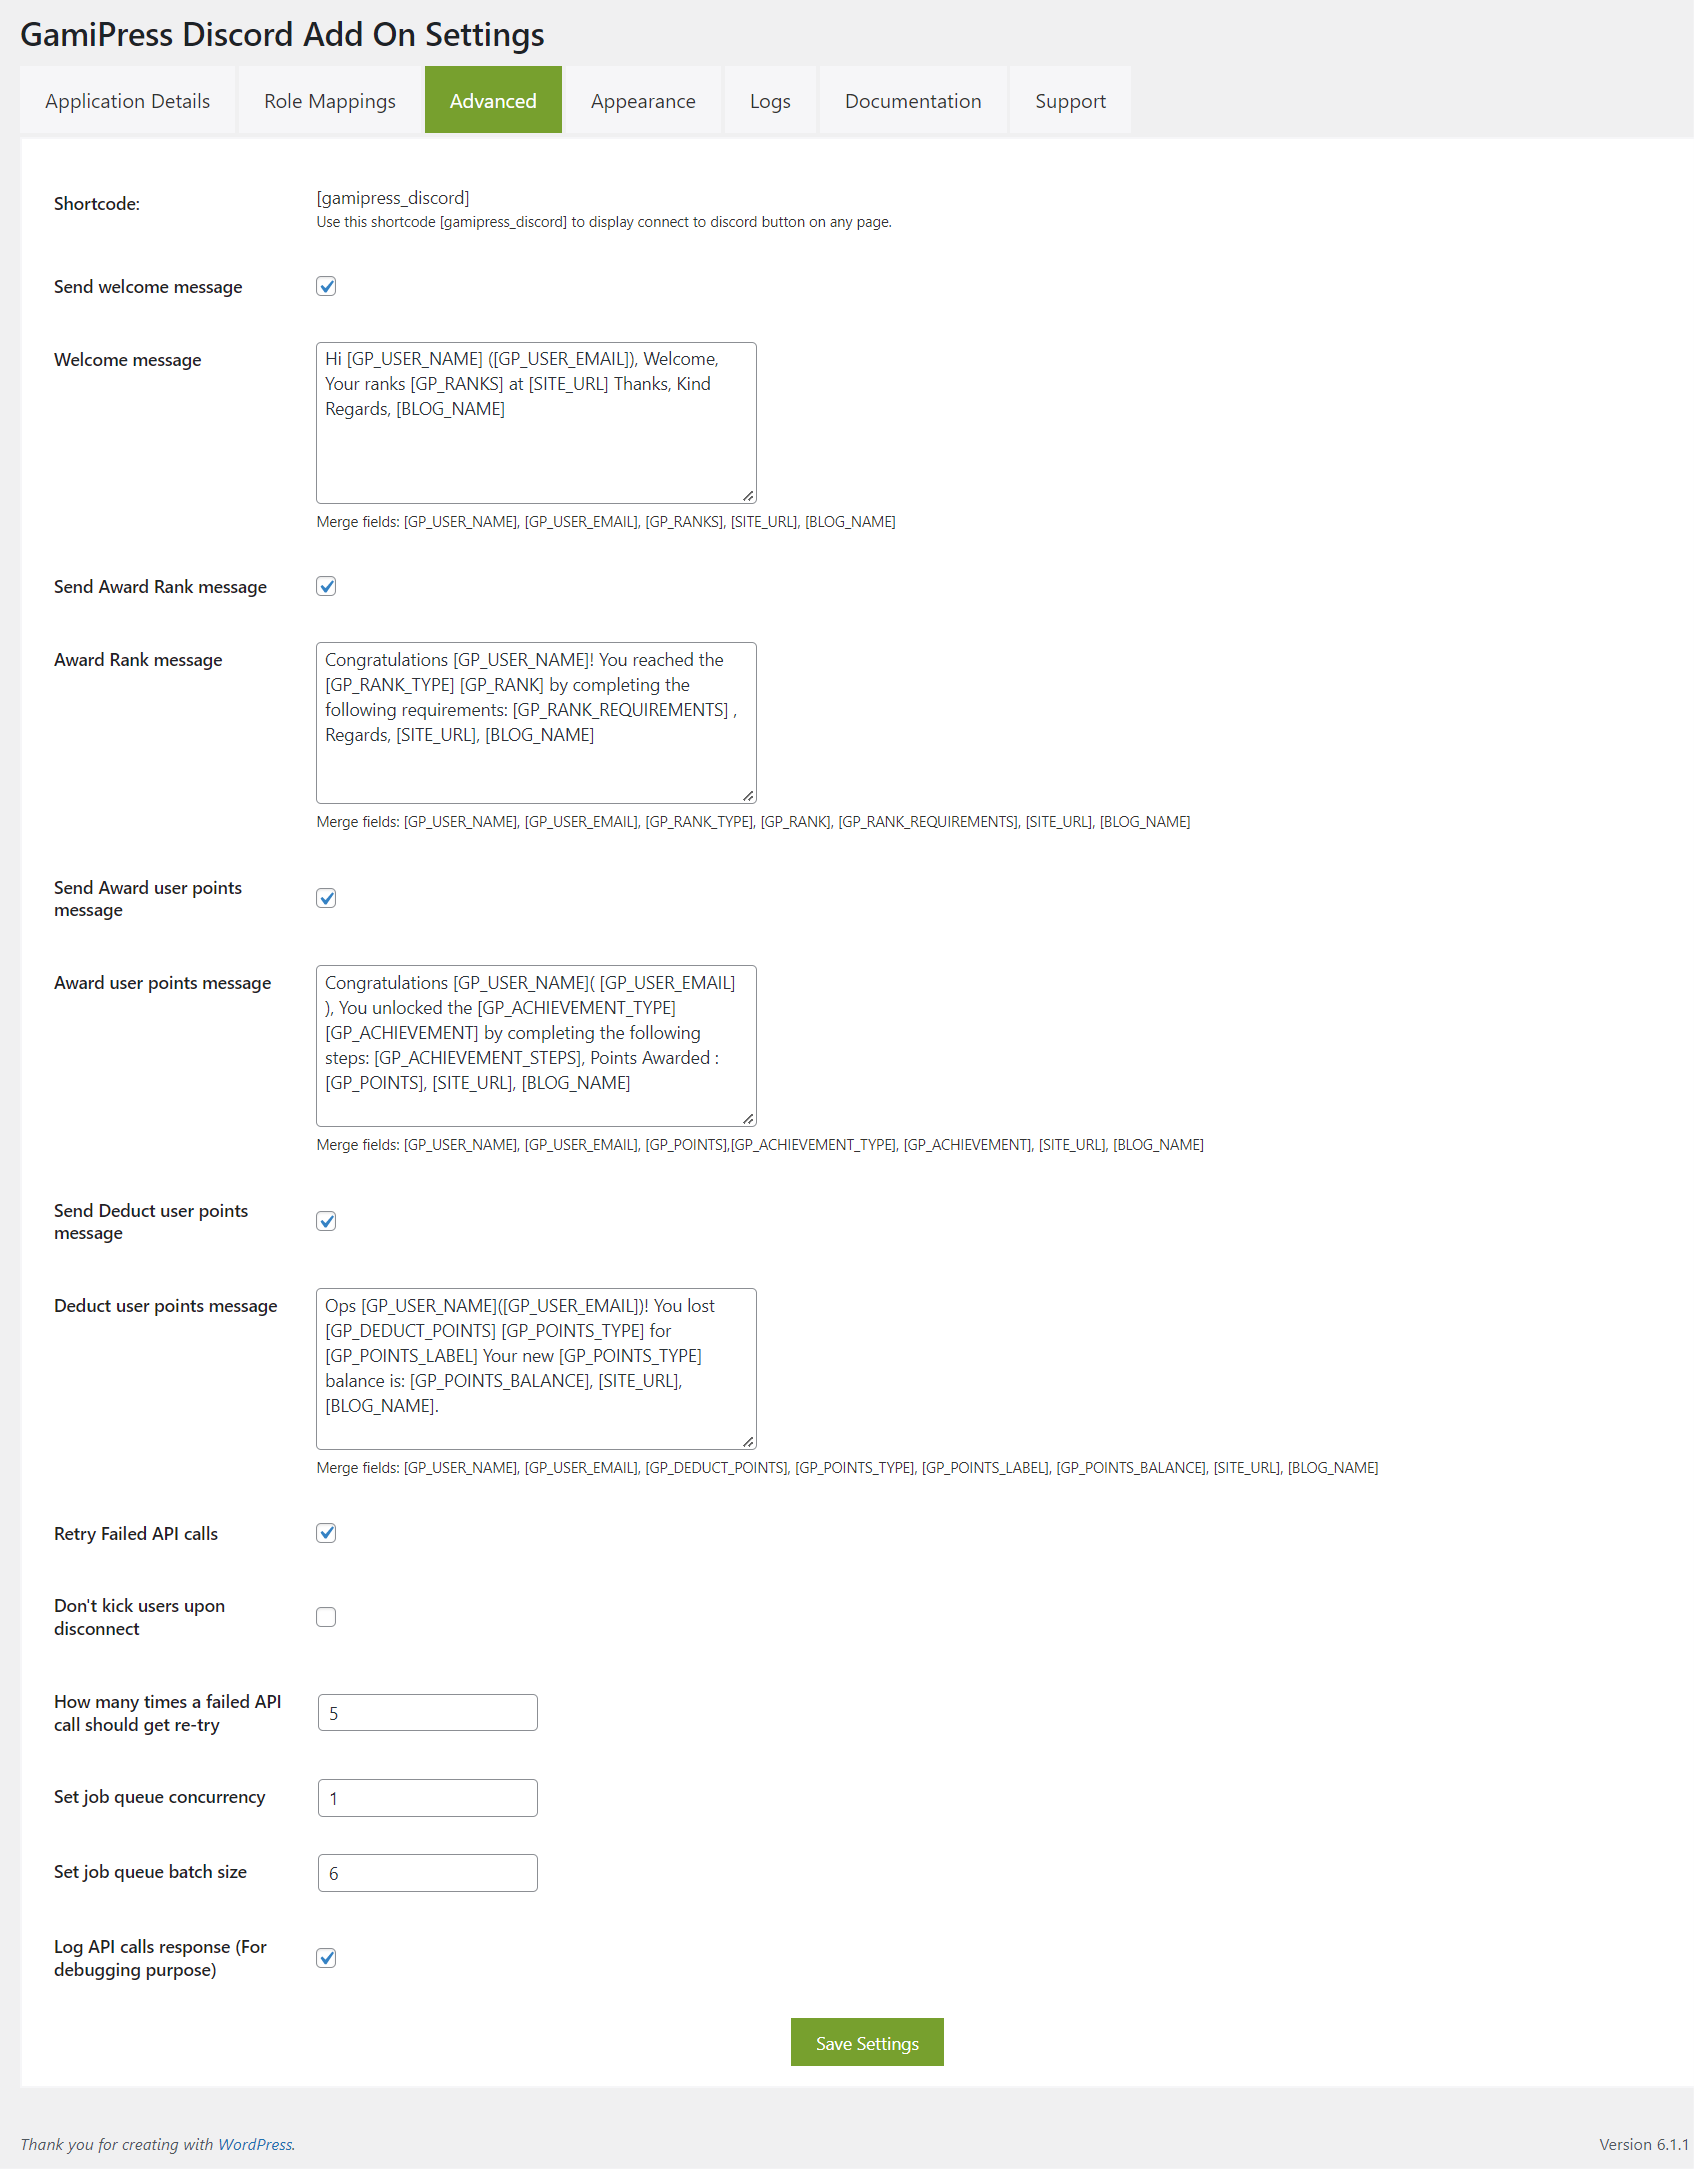 GamiPress Discord Add On Settings
Application Details
Role Mappings
Advanced
Appearance
Logs
Documentation
Support
Shortcode:
[gamipress_discord]
Use this shortcode [gamipress_discord] to display connect to discord button on any page.
Send welcome message
Welcome message
Hi [GP_USER_NAME] ([GP_USER_EMAIL]), Welcome,
Your ranks [GP_RANKS] at [SITE_URL] Thanks, Kind
Regards, [BLOG_NAME]
Merge fields: [GP_USER_NAME], [GP_USER_EMAIL], [GP_RANKS], [SITE_URL], [BLOG_NAME]
Send Award Rank message
Award Rank message
Congratulations [GP_USER_NAME]! You reached the
[GP_RANK_TYPE] [GP_RANK] by completing the
following requirements: [GP_RANK_REQUIREMENTS] ,
Regards, [SITE_URL], [BLOG_NAME]
Merge fields: [GP_USER_NAME], [GP_USER_EMAIL], [GP_RANK_TYPE], [GP_RANK], [GP_RANK_REQUIREMENTS], [SITE_URL], [BLOG_NAME]
Send Award user points
message
Award user points message
Congratulations [GP_USER_NAME]( [GP_USER_EMAIL]
), You unlocked the [GP_ACHIEVEMENT_TYPE]
[GP_ACHIEVEMENT] by completing the following
steps: [GP_ACHIEVEMENT_STEPS], Points Awarded :
[GP_POINTS], [SITE_URL], [BLOG_NAME]
Merge fields: [GP_USER_NAME], [GP_USER_EMAIL], [GP_POINTS],[GP_ACHIEVEMENT_TYPE], [GP_ACHIEVEMENT], [SITE_URL], [BLOG_NAME]
Send Deduct user points
message
Deduct user points message
Ops [GP_USER_NAME]([GP_USER_EMAIL])! You lost
[GP_DEDUCT_POINTS] [GP_POINTS_TYPE] for
[GP_POINTS_LABEL] Your new [GP_POINTS_TYPE]
balance is: [GP_POINTS_BALANCE], [SITE_URL],
[BLOG_NAME].
Merge fields: [GP_USER_NAME], [GP_USER_EMAIL], [GP_DEDUCT_POINTS], [GP_POINTS_TYPE], [GP_POINTS_LABEL], [GP_POINTS_BALANCE], [SITE_URL], [BLOG_NAME]
Retry Failed API calls
Don't kick users upon
disconnect
How many times a failed API
call should get re-try
5
Set job queue concurrency
1
Set job queue batch size
6
Log API calls response (For
debugging purpose)
Save Settings
Thank you for creating with WordPress.
Version 6.1.1